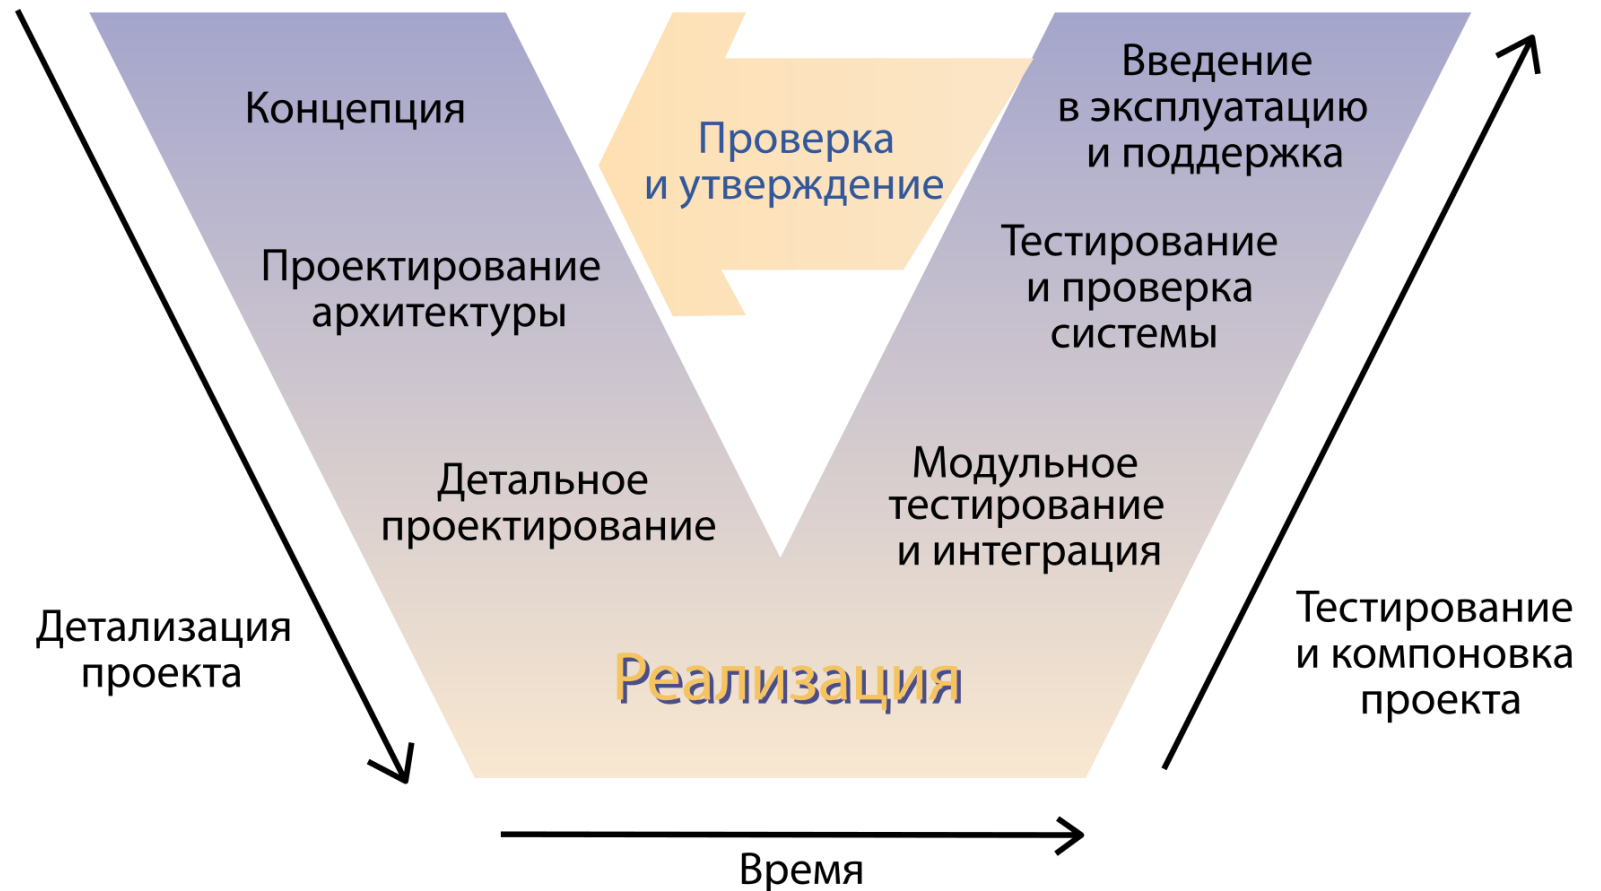 Концепция
Проектирование
архитектуры
Детальное
проектирование
Детализация
проекта
Проверка
и утверждение
Реализация
Введение
в эксплуатацию
и поддержка
Тестирование
и проверка
системы
Модульное
тестирование
и интеграция
Тестирование
и компоновка
проекта
Время